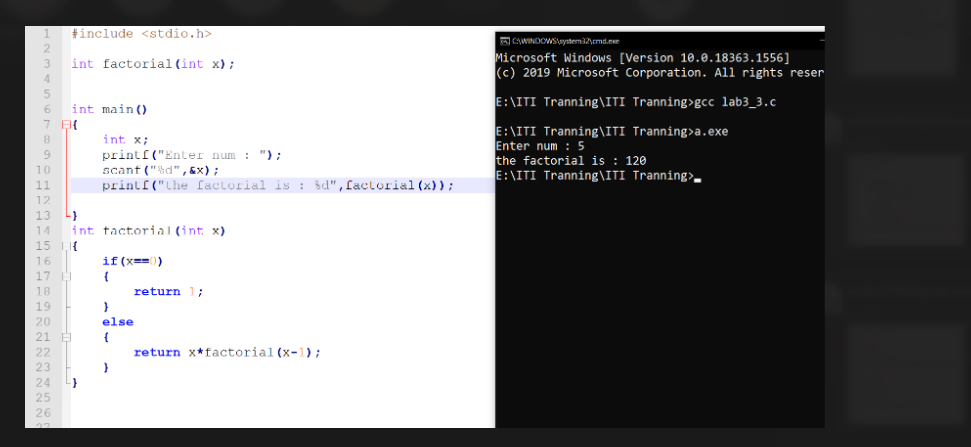 1 #include <stdio.h>
2
3 int factorial(int x);
4
5
6 int main()
7 {
8 int x;
9 printf("Enter num : ");
10 scanf("%d",&x);
11 printf("the factorial is : %d",factorial(x));
12
13 }
14 int factorial(int x)
15 {
16 if(x==0)
17 {
18 return 1;
19 }
20 else
21 {
22 return x*factorial(x-1);
23 }
24 }
25
26
27
C:\WINDOWS\system32\cmd.exe
Microsoft Windows [Version 10.0.18363.1556]
(c) 2019 Microsoft Corporation. All rights reser
E:\ITI Tranning\ITI Tranning>gcc lab3_3.c
E:\ITI Tranning\ITI Tranning>a.exe
Enter num : 5
the factorial is : 120
E:\ITI Tranning\ITI Tranning>